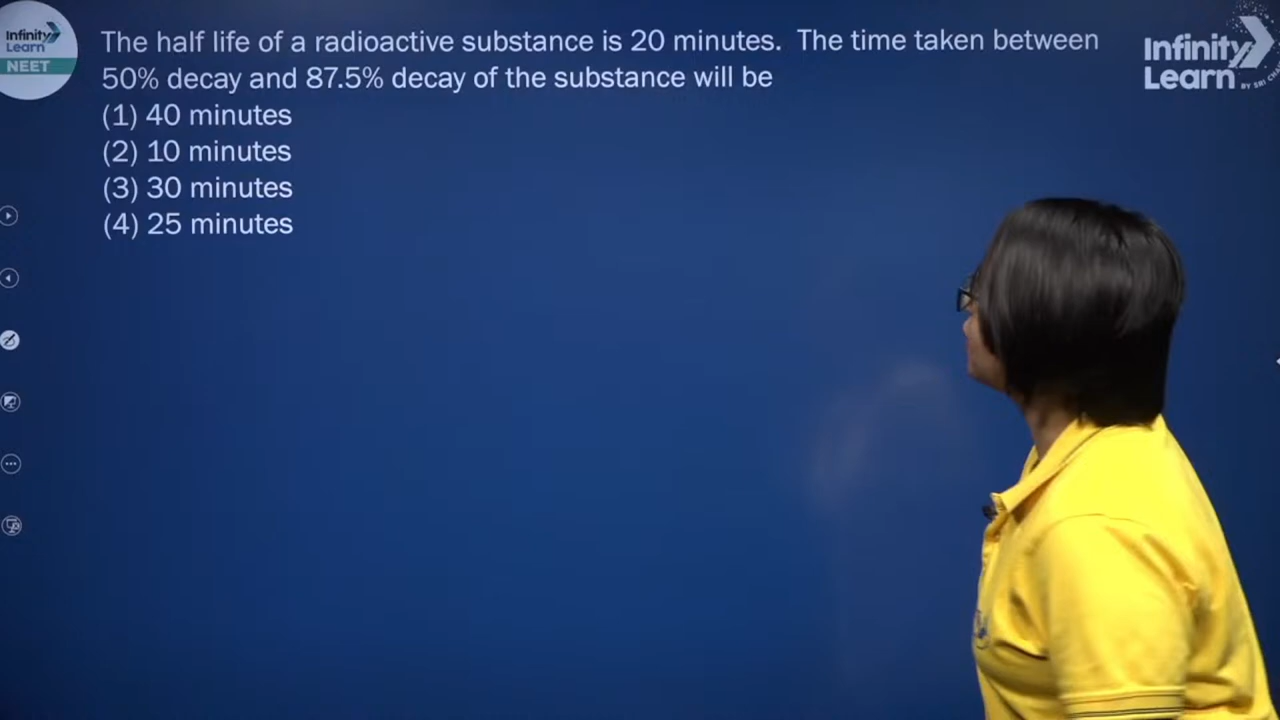 Infinity
Learn
NEET
The half life of a radioactive substance is 20 minutes. The time taken between
50% decay and 87.5% decay of the substance will be
(1) 40 minutes
(2) 10 minutes
(3) 30 minutes
(4) 25 minutes
Infinity
Learn
BY SRI